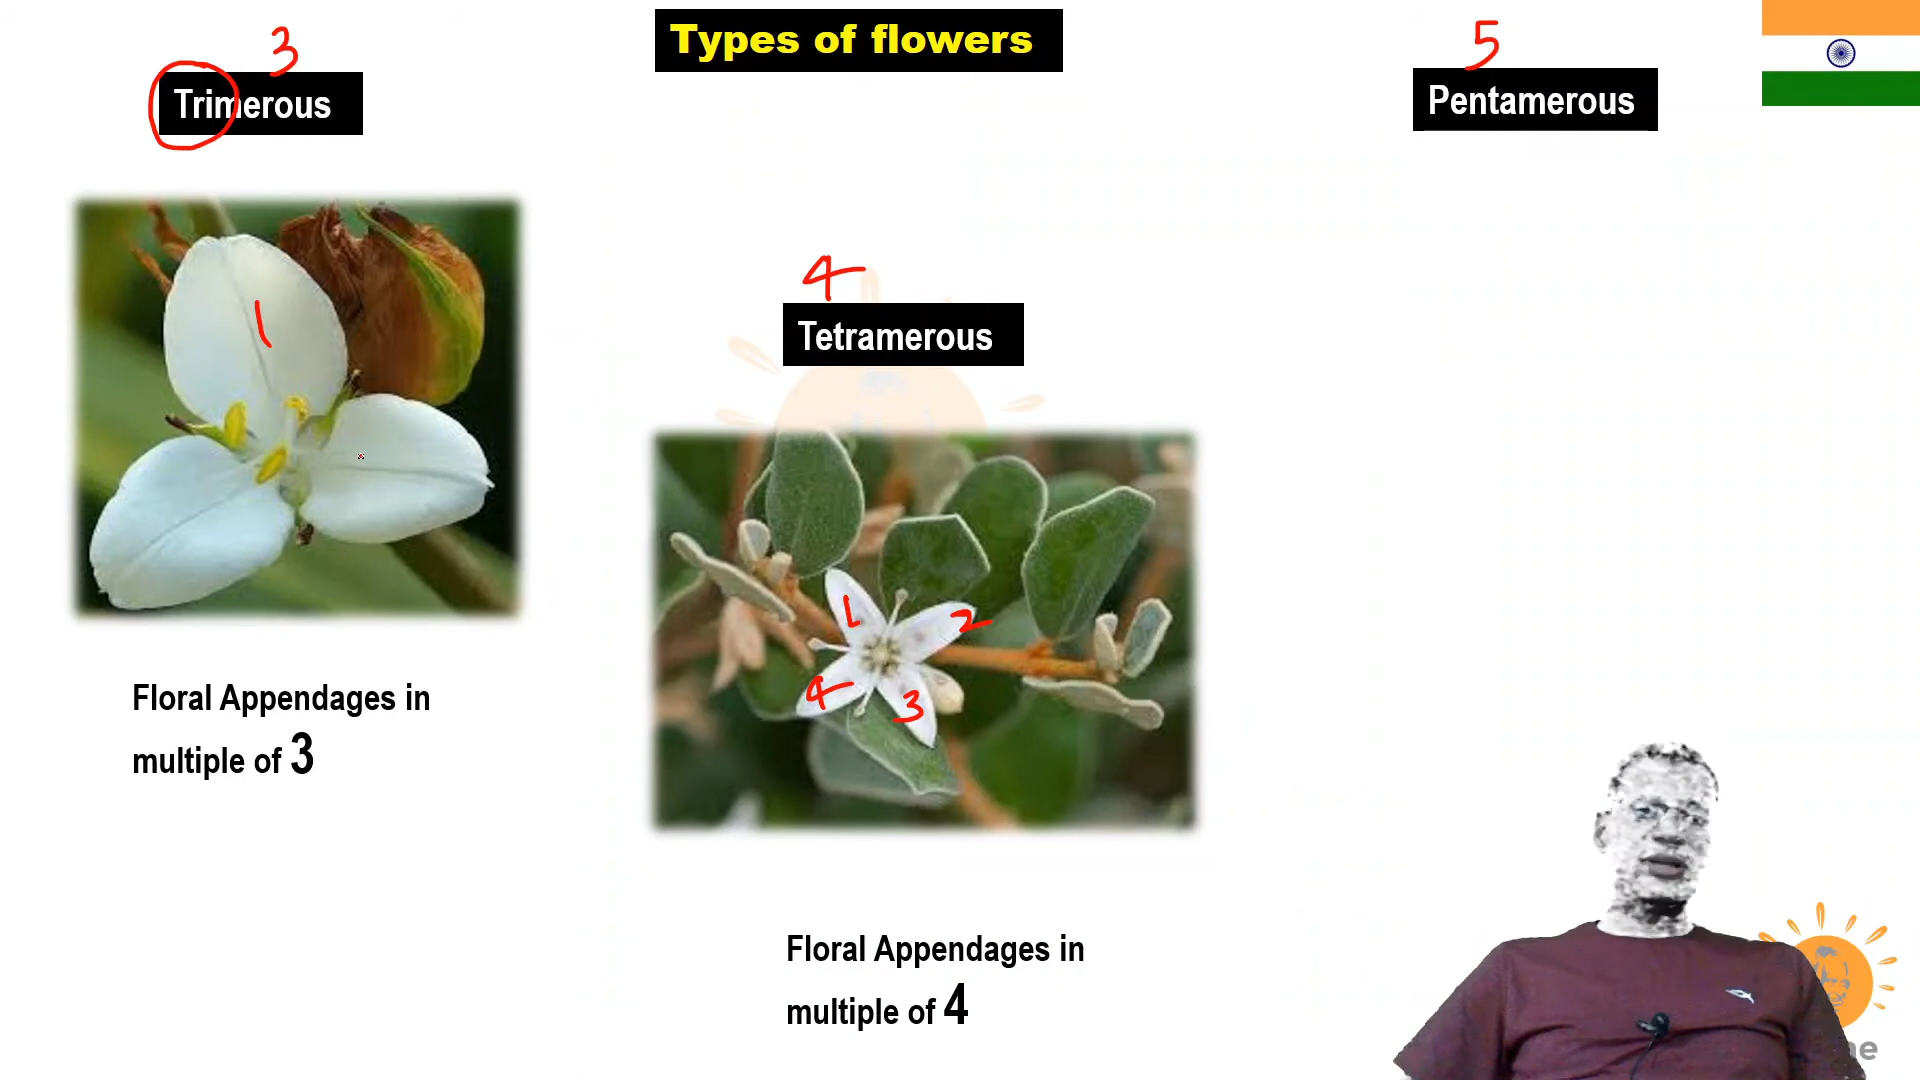 Types of flowers
3
Trimerous
1
Floral Appendages in
multiple of 3
4
Tetramerous
1
2
3
4
Floral Appendages in
multiple of 4
5
Pentamerous